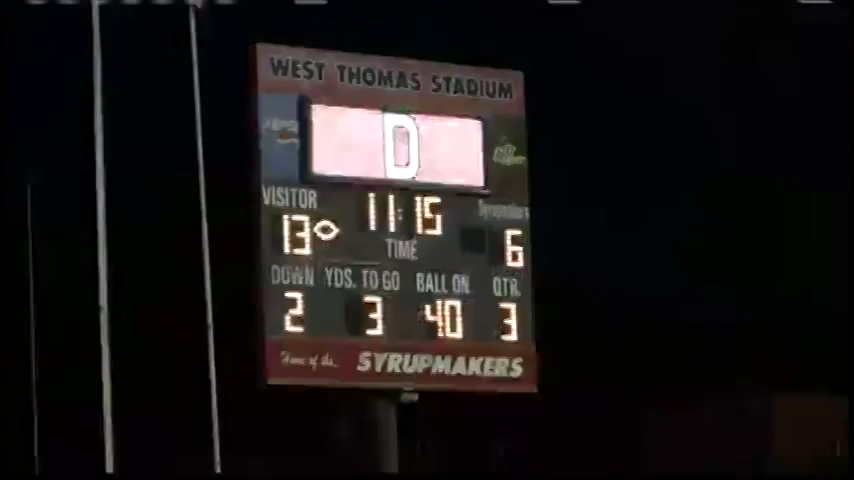 WEST THOMAS STADIUM
D
VISITOR 11:15 Syrupmakers
13 TIME 6
DOWN YDS. TO GO BALL ON QTR.
2 3 40 3
Home of the... SYRUPMAKERS